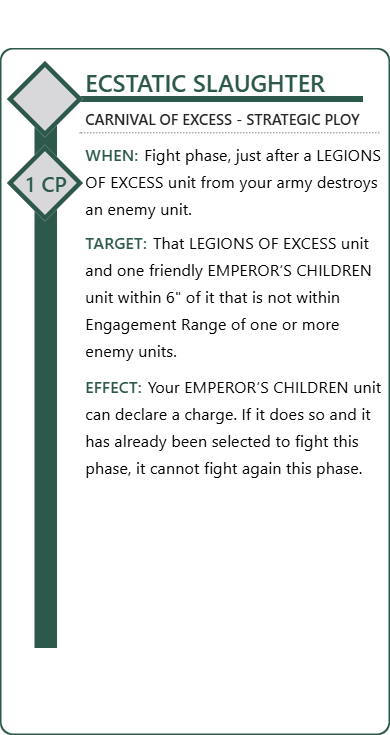 ECSTATIC SLAUGHTER
CARNIVAL OF EXCESS - STRATEGIC PLOY
1 CP
WHEN: Fight phase, just after a LEGIONS
OF EXCESS unit from your army destroys
an enemy unit.
TARGET: That LEGIONS OF EXCESS unit
and one friendly EMPEROR'S CHILDREN
unit within 6" of it that is not within
Engagement Range of one or more
enemy units.
EFFECT: Your EMPEROR'S CHILDREN unit
can declare a charge. If it does so and it
has already been selected to fight this
phase, it cannot fight again this phase.